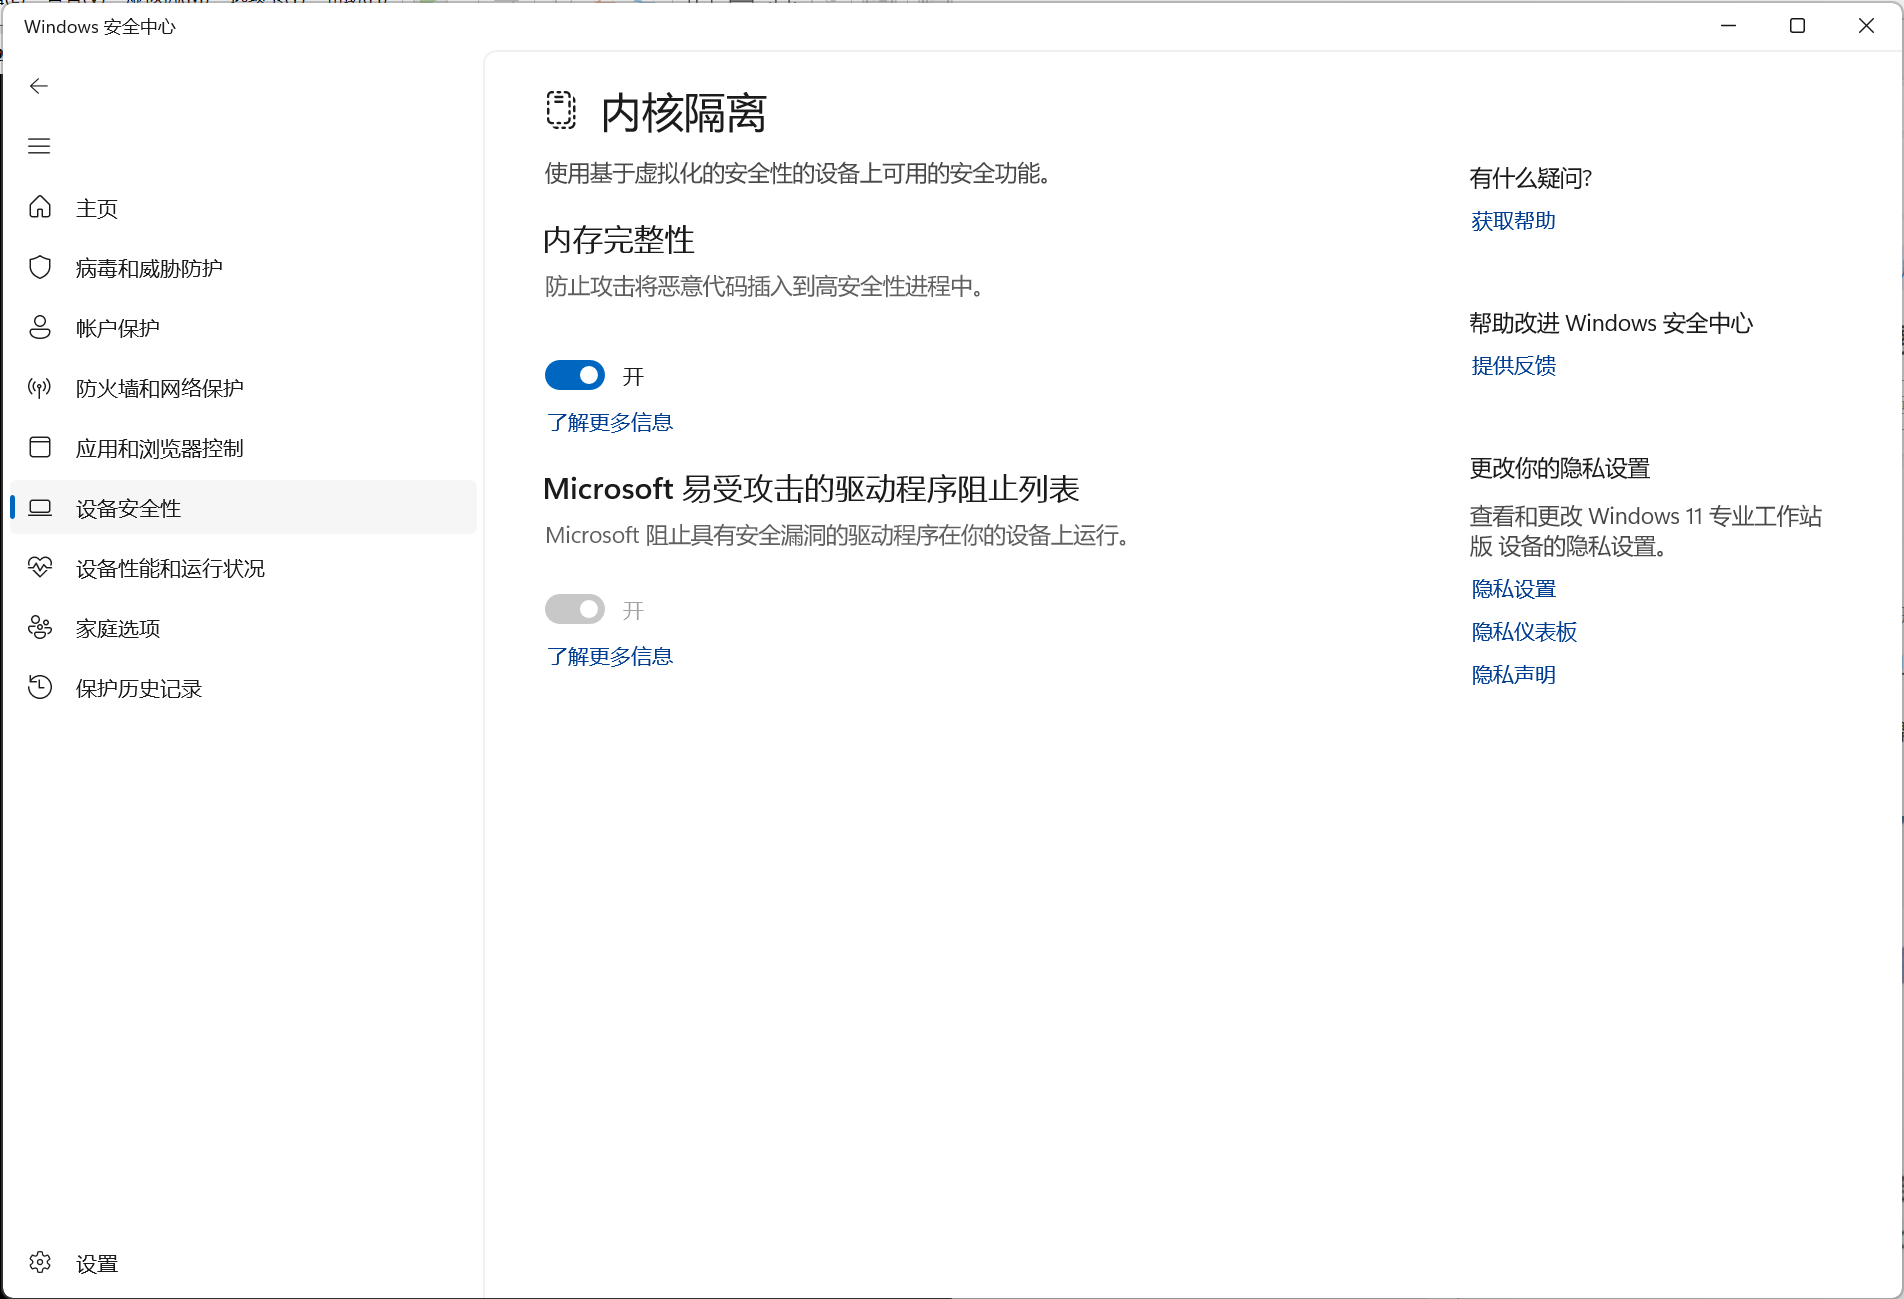 Windows 安全中心
主页
病毒和威胁防护
帐户保护
防火墙和网络保护
应用和浏览器控制
设备安全性
设备性能和运行状况
家庭选项
保护历史记录
设置
内核隔离
使用基于虚拟化的安全性的设备上可用的安全功能。
内存完整性
防止攻击将恶意代码插入到高安全性进程中。
开
了解更多信息
Microsoft 易受攻击的驱动程序阻止列表
Microsoft 阻止具有安全漏洞的驱动程序在你的设备上运行。
开
了解更多信息
有什么疑问?
获取帮助
帮助改进 Windows 安全中心
提供反馈
更改你的隐私设置
查看和更改 Windows 11 专业工作站
版 设备的隐私设置。
隐私设置
隐私仪表板
隐私声明